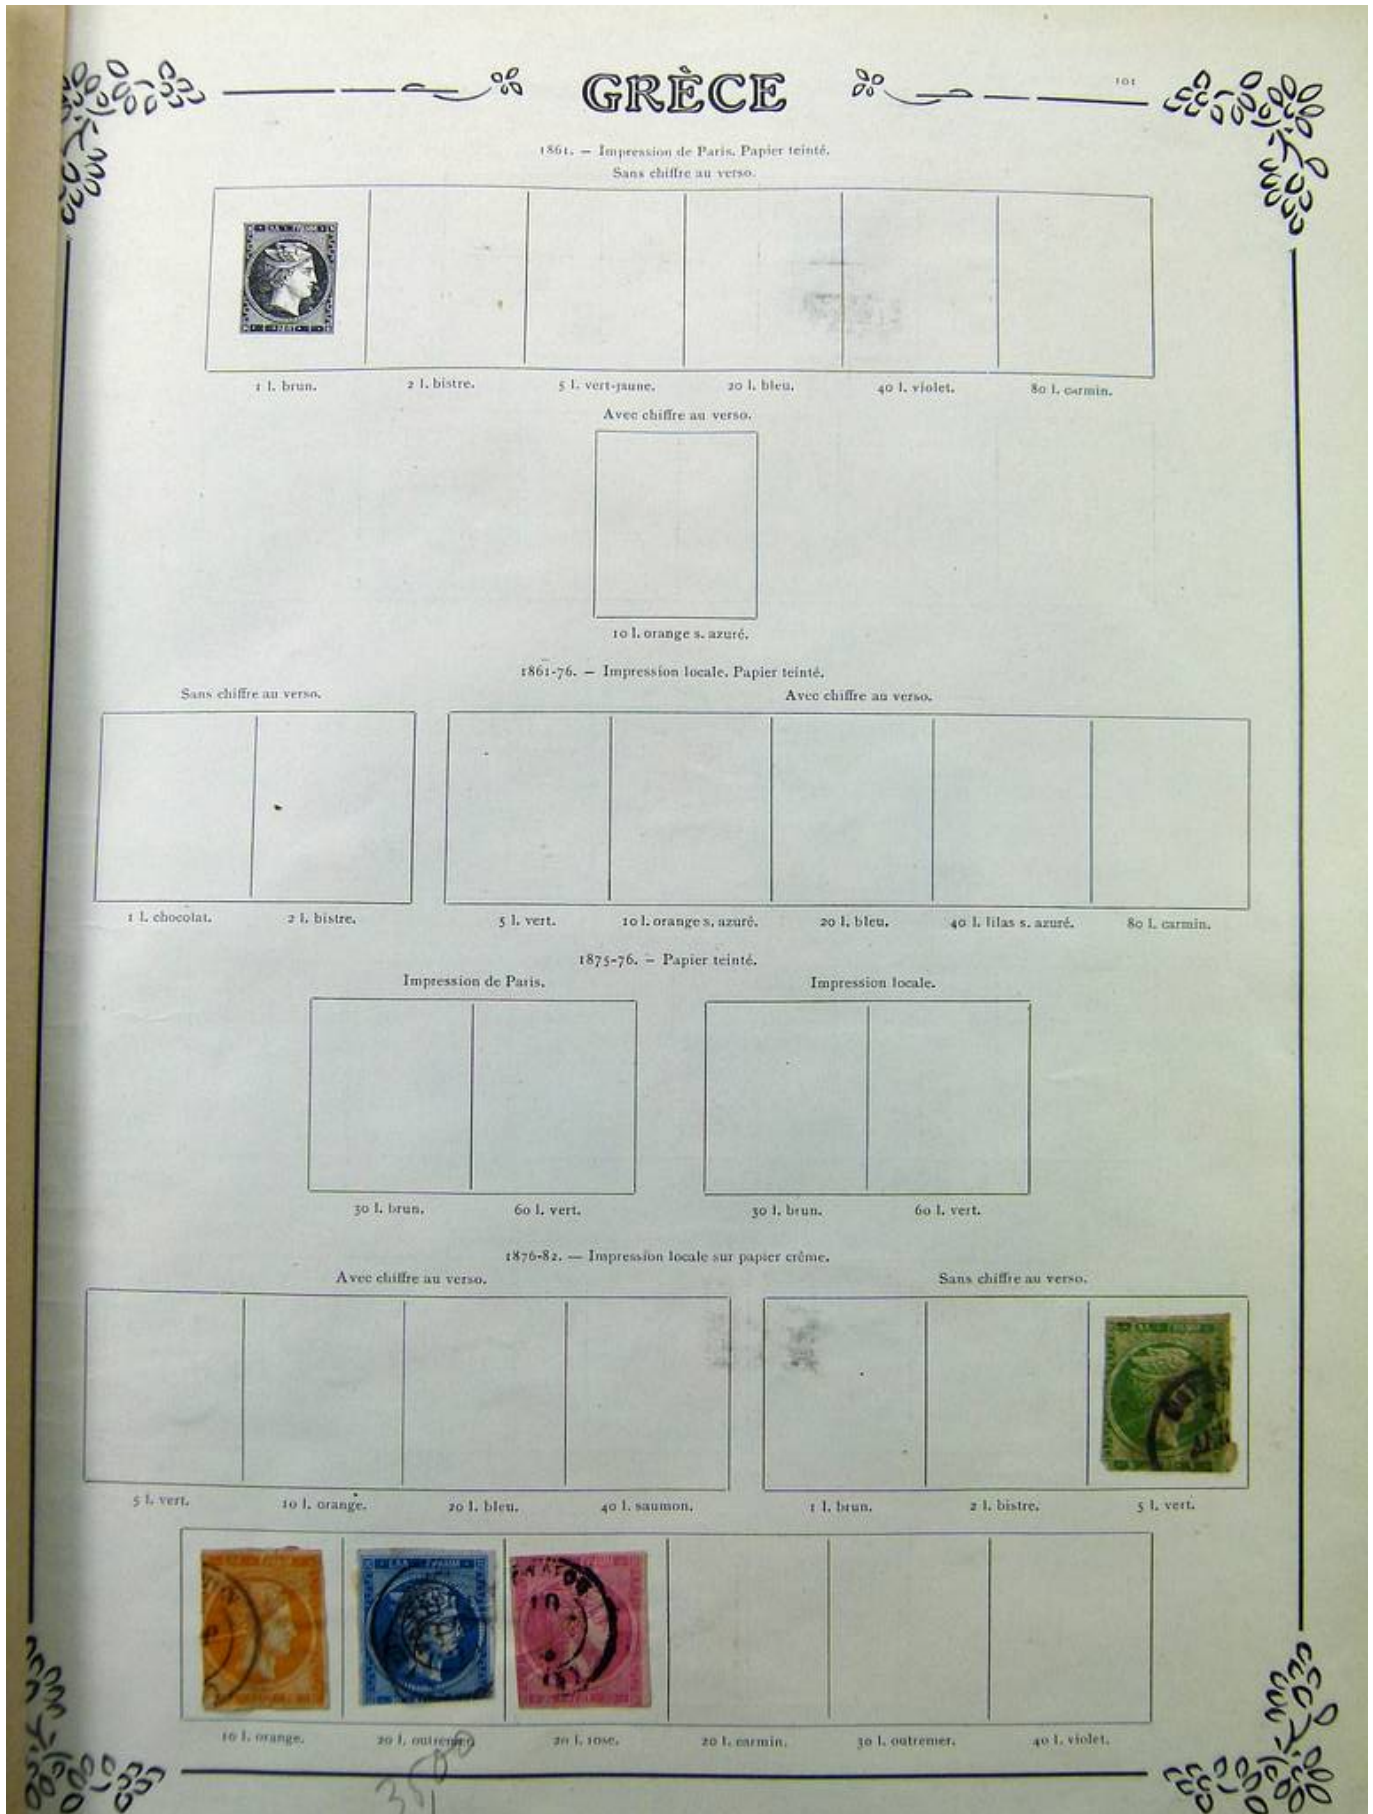 GRÈCE
101
1861. — Impression de Paris. Papier teinté.
Sans chiffre au verso.
1 l. brun.
2 l. bistre.
5 l. vert-jaune.
20 l. bleu.
40 l. violet.
80 l. carmin.
Avec chiffre au verso.
10 l. orange s. azuré.
1861-76. — Impression locale. Papier teinté.
Sans chiffre au verso.
Avec chiffre au verso.
1 l. chocolat.
2 l. bistre.
5 l. vert.
10 l. orange s. azuré.
20 l. bleu.
40 l. lilas s. azuré.
80 l. carmin.
1875-76. — Papier teinté.
Impression de Paris.
Impression locale.
30 l. brun.
60 l. vert.
30 l. brun.
60 l. vert.
1876-82. — Impression locale sur papier crême.
Avec chiffre au verso.
Sans chiffre au verso.
5 l. vert.
10 l. orange.
20 l. bleu.
40 l. saumon.
1 l. brun.
2 l. bistre.
5 l. vert.
10 l. orange.
20 l. outremer
20 l. rose.
20 l. carmin.
30 l. outremer.
40 l. violet.